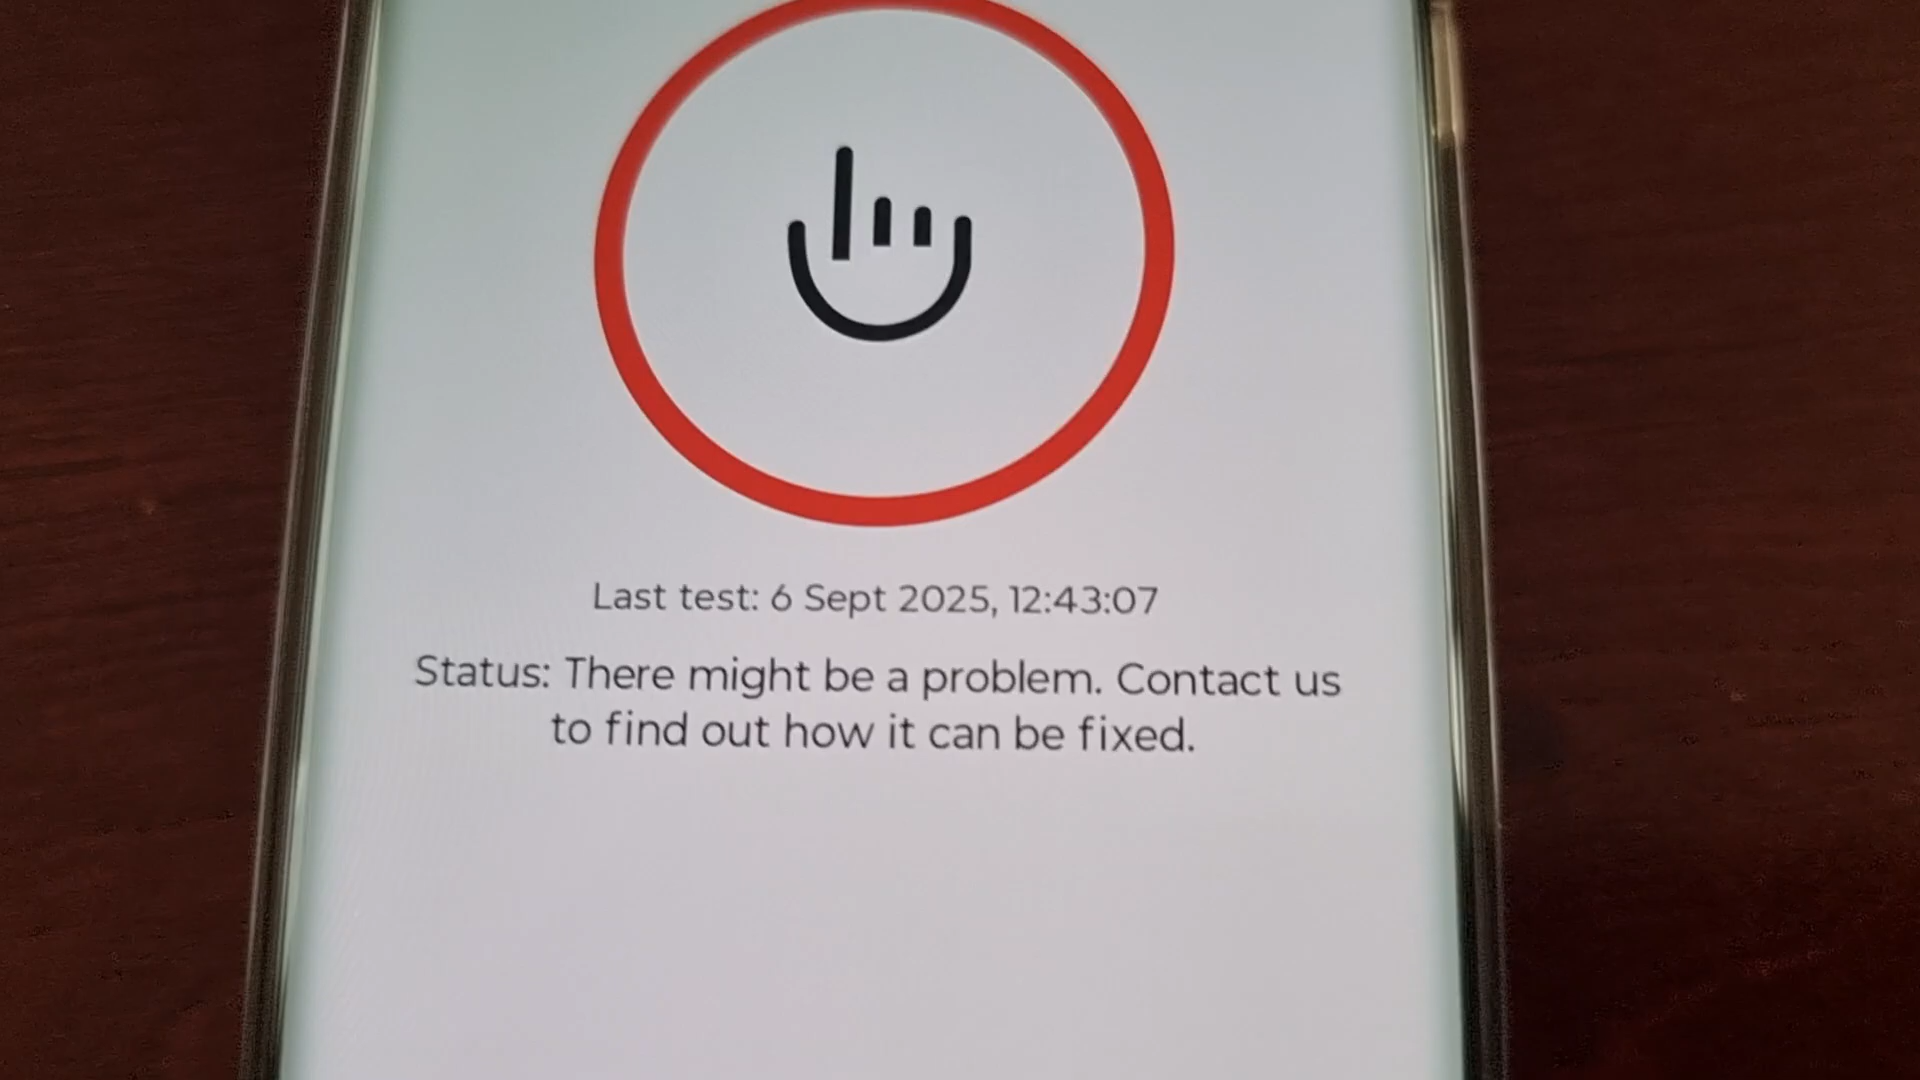 Last test: 6 Sept 2025, 12:43:07
Status: There might be a problem. Contact us
to find out how it can be fixed.